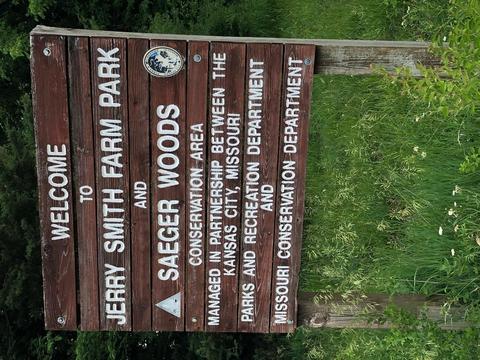 WELCOME
TO
JERRY SMITH FARM PARK
AND
SAEGER WOODS
CONSERVATION AREA
MANAGED IN PARTNERSHIP BETWEEN THE
KANSAS CITY, MISSOURI
PARKS AND RECREATION DEPARTMENT
AND
MISSOURI CONSERVATION DEPARTMENT